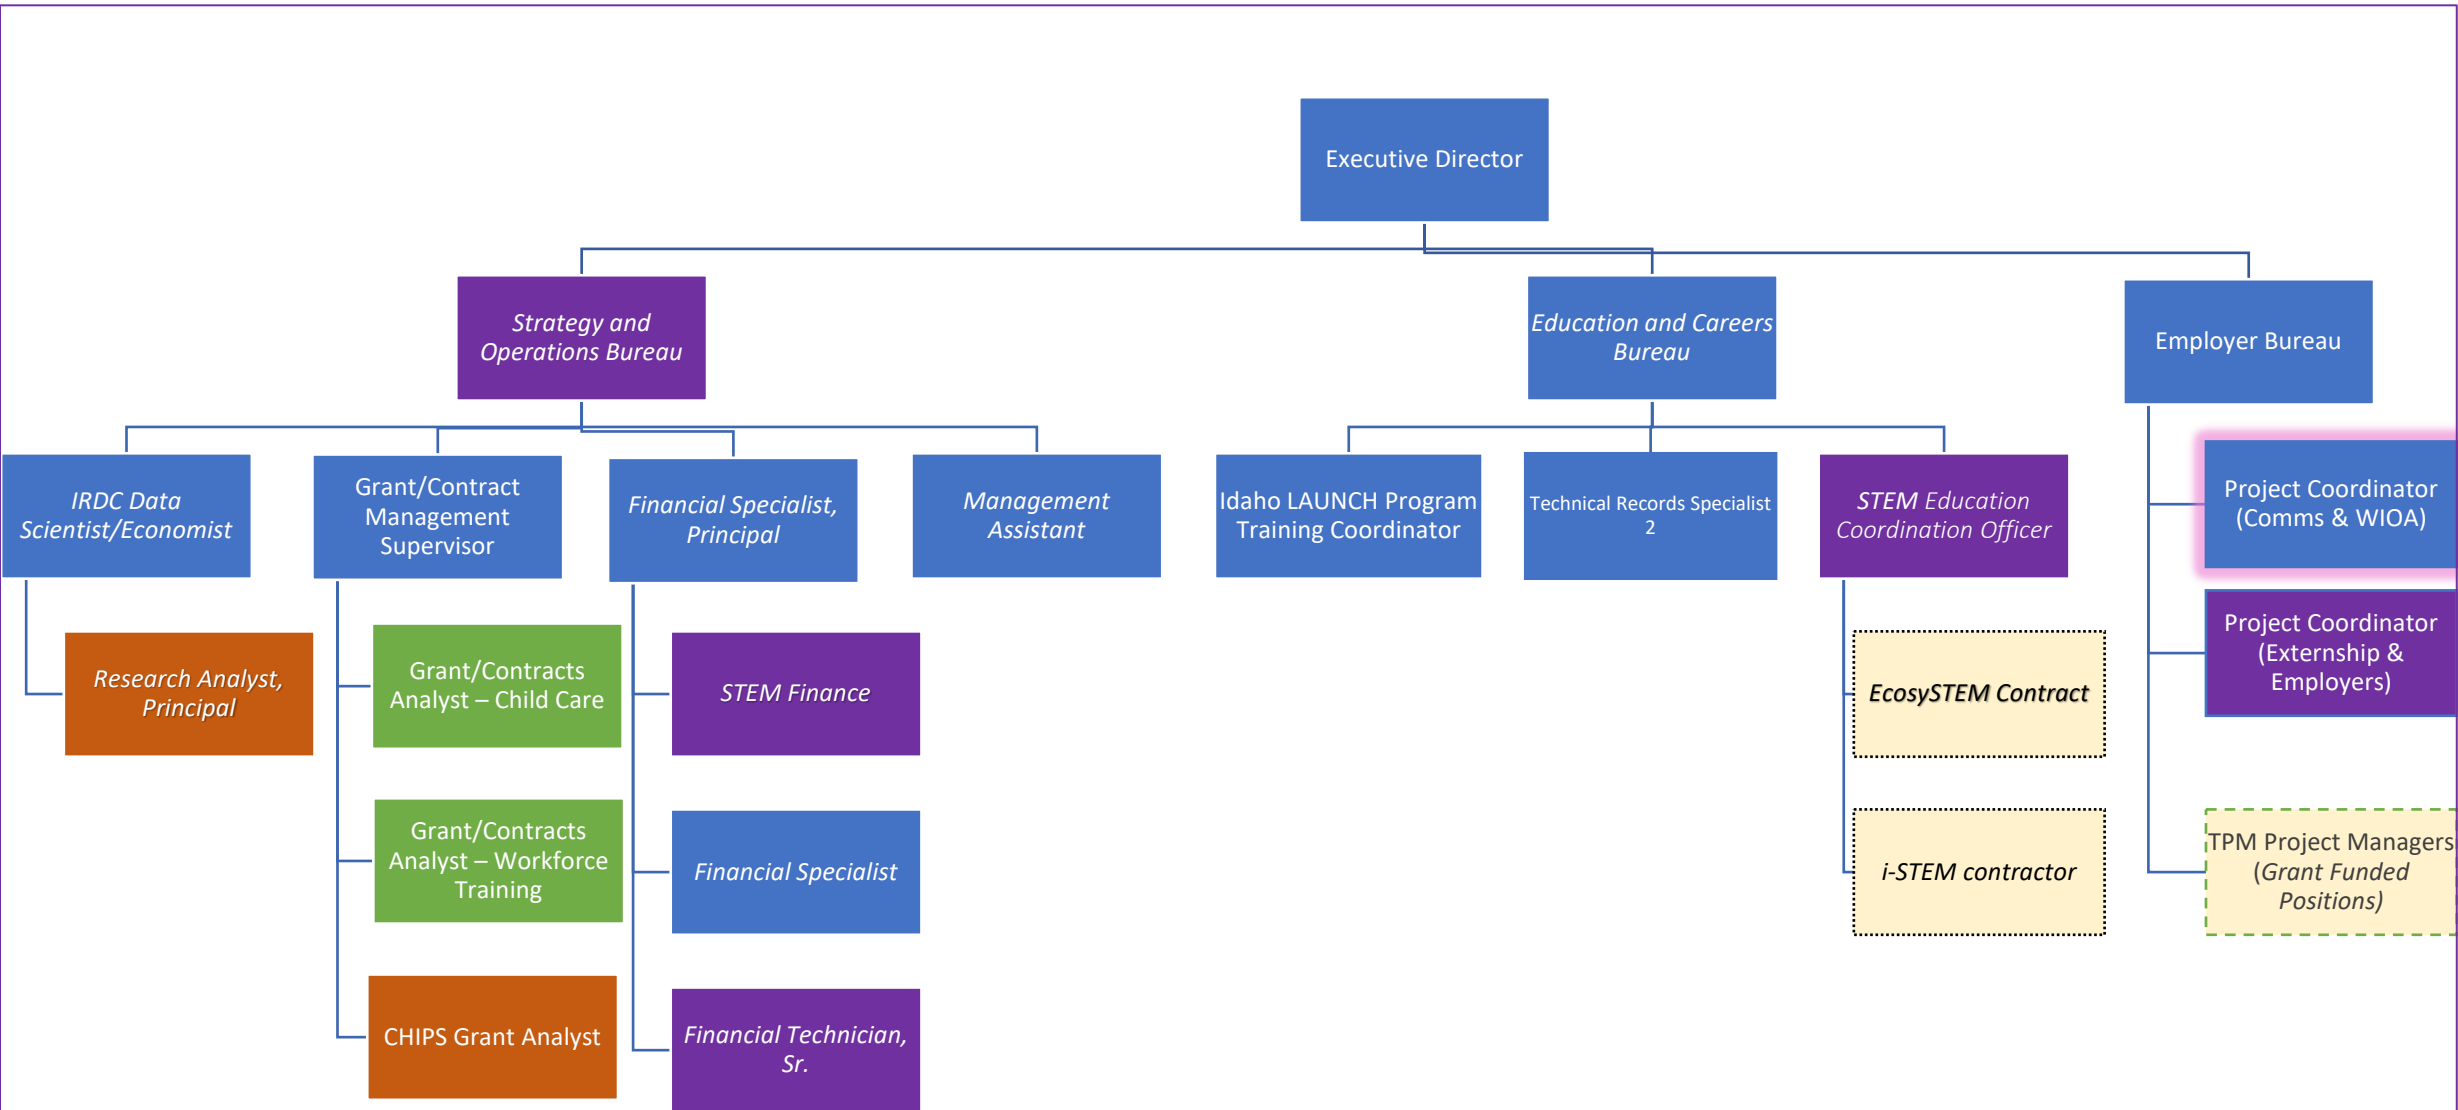 Executive Director
Strategy and
Operations Bureau
Education and Careers
Bureau
Employer Bureau
IRDC Data
Scientist/Economist
Grant/Contract
Management
Supervisor
Financial Specialist,
Principal
Management
Assistant
Idaho LAUNCH Program
Training Coordinator
Technical Records Specialist
2
STEM Education
Coordination Officer
Project Coordinator
(Comms & WIOA)
Research Analyst,
Principal
Grant/Contracts
Analyst – Child Care
STEM Finance
EcosySTEM Contract
Project Coordinator
(Externship &
Employers)
Grant/Contracts
Analyst – Workforce
Training
Financial Specialist
i-STEM contractor
TPM Project Managers
(Grant Funded
Positions)
CHIPS Grant Analyst
Financial Technician,
Sr.